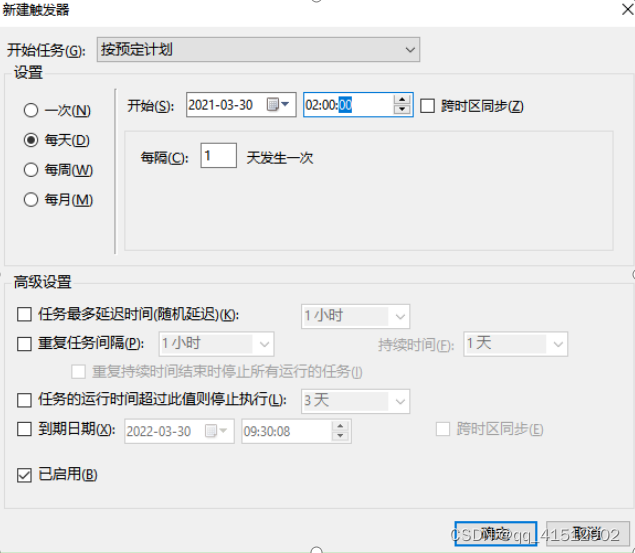 新建触发器
开始任务(G): 按预定计划
设置
一次(N)
每天(D)
每周(W)
每月(M)
开始(S): 2021-03-30 02:00:00 跨时区同步(Z)
每隔(C): 1 天发生一次
高级设置
任务最多延迟时间(随机延迟)(K): 1 小时
重复任务间隔(P): 1 小时 持续时间(F): 1 天
重复持续时间结束时停止所有运行的任务(I)
任务的运行时间超过此值则停止执行(L): 3 天
到期日期(X): 2022-03-30 09:30:08 跨时区同步(E)
已启用(B)
确定 取消